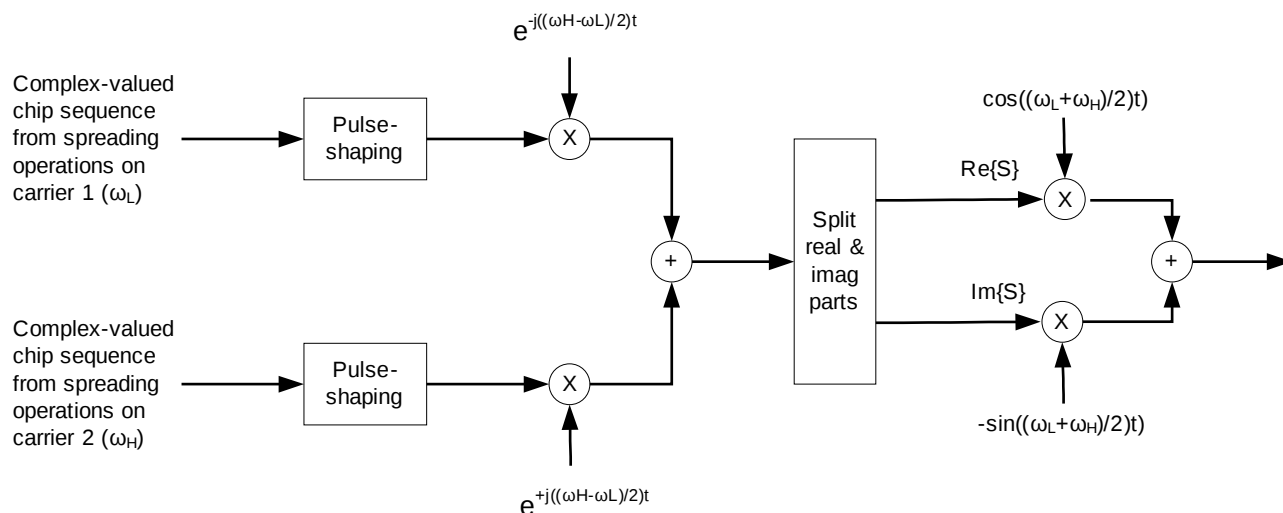 e-j((ωH-ωL)/2)t
Complex-valued
chip sequence
from spreading
operations on
carrier 1 (ωL)
Pulse-
shaping
X
cos((ωL+ωH)/2)t)
Re{S}
X
+
Split
real &
imag
parts
+
Im{S}
X
-sin((ωL+ωH)/2)t)
Complex-valued
chip sequence
from spreading
operations on
carrier 2 (ωH)
Pulse-
shaping
X
e+j((ωH-ωL)/2)t